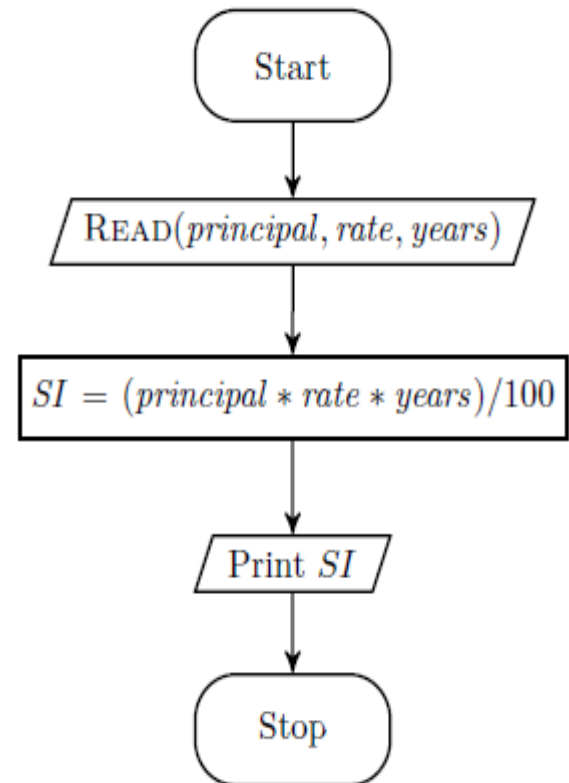 Start
READ(principal, rate, years)
SI = (principal * rate * years)/100
Print SI
Stop